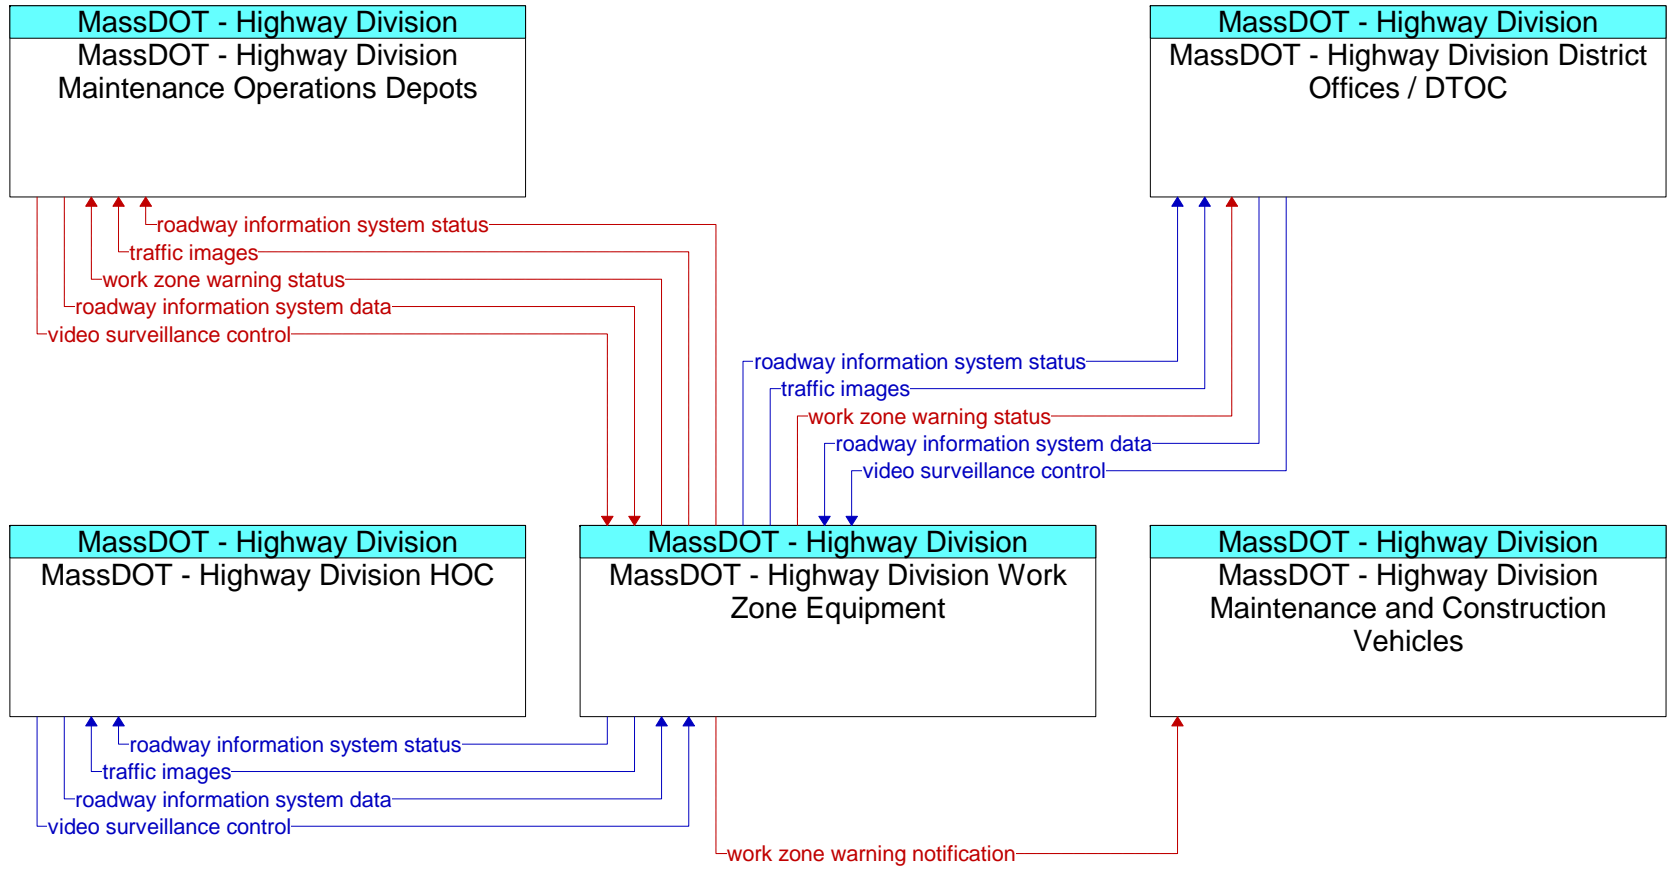 MassDOT - Highway Division
MassDOT - Highway Division
Maintenance Operations Depots
MassDOT - Highway Division
MassDOT - Highway Division District
Offices / DTOC
roadway information system status
traffic images
work zone warning status
roadway information system data
video surveillance control
roadway information system status
traffic images
work zone warning status
roadway information system data
video surveillance control
MassDOT - Highway Division
MassDOT - Highway Division HOC
MassDOT - Highway Division
MassDOT - Highway Division Work
Zone Equipment
MassDOT - Highway Division
MassDOT - Highway Division
Maintenance and Construction
Vehicles
roadway information system status
traffic images
roadway information system data
video surveillance control
work zone warning notification